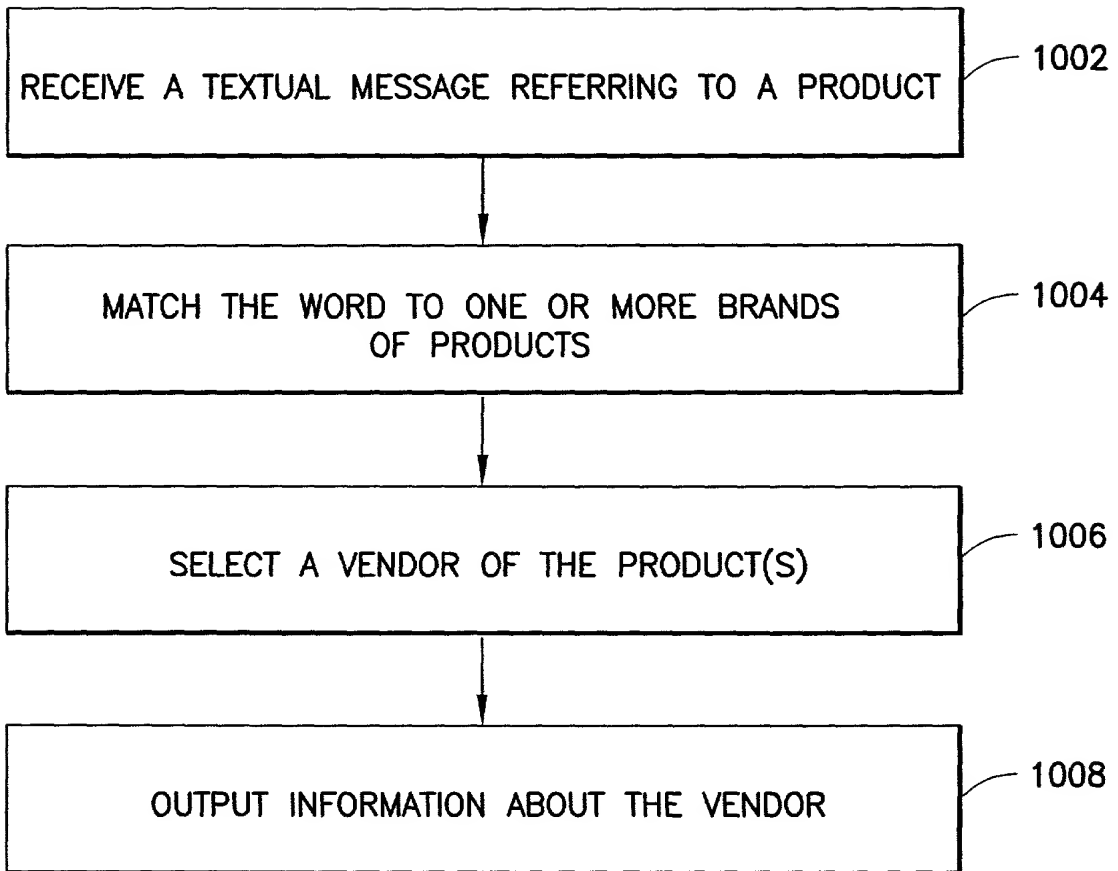 RECEIVE A TEXTUAL MESSAGE REFERRING TO A PRODUCT
1002
MATCH THE WORD TO ONE OR MORE BRANDS
OF PRODUCTS
1004
SELECT A VENDOR OF THE PRODUCT(S)
1006
OUTPUT INFORMATION ABOUT THE VENDOR
1008